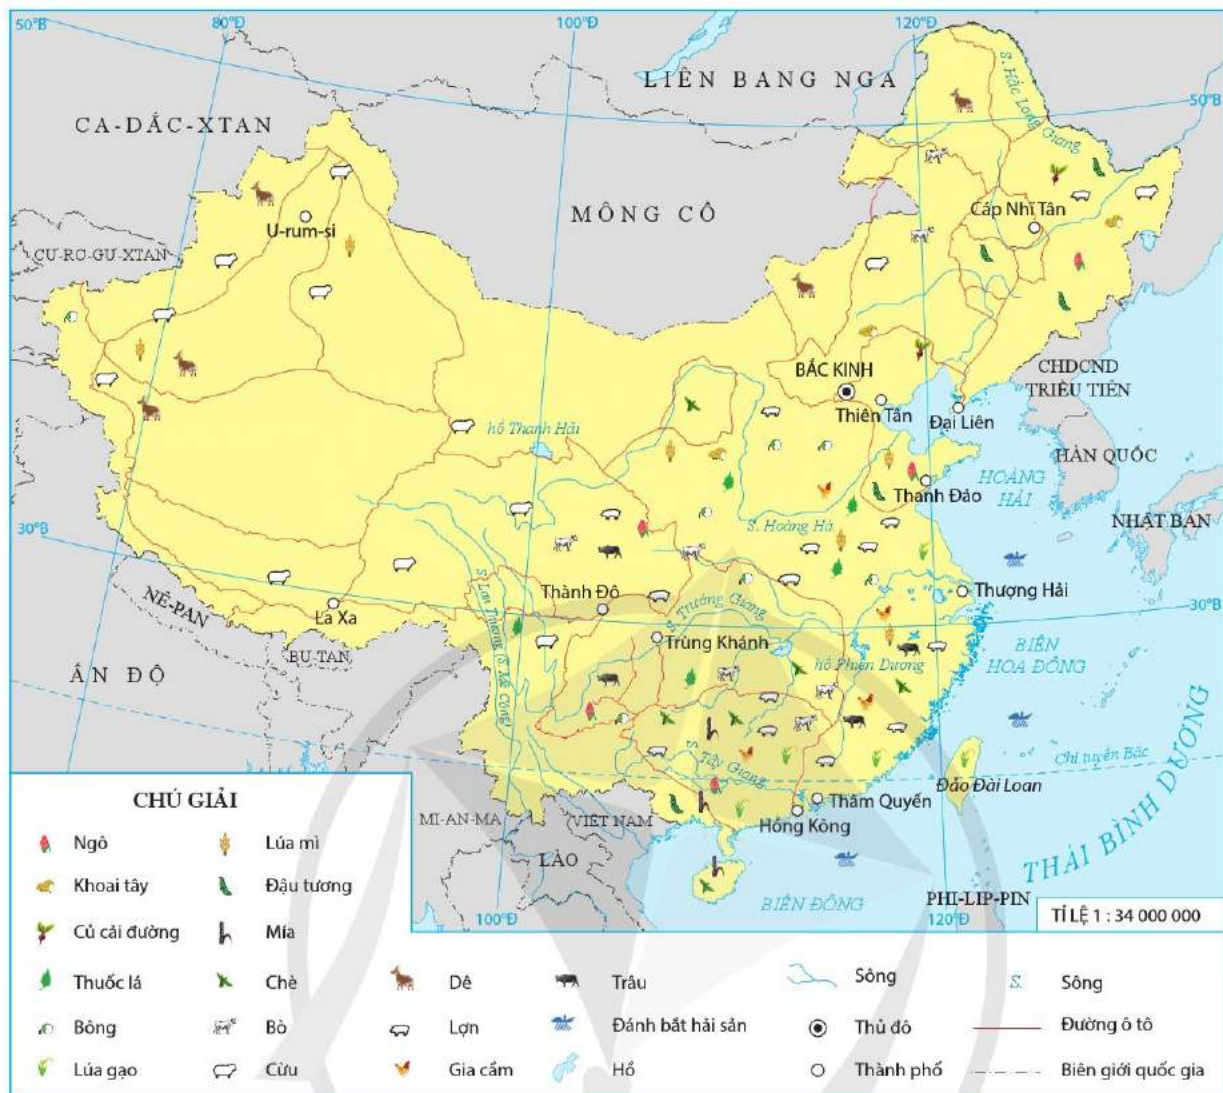 50°B
80°Đ
100°Đ
120°Đ
LIÊN BANG NGA
S. Hắc Long Giang
50°B
CA-DẮC-XTAN
MÔNG CÔ
Cáp Nhĩ Tân
U-rum-si
CU-RO-GU-XTAN
BẮC KINH
CHDCND
TRIỀU TIÊN
Thiên Tân
Đại Liên
hồ Thanh Hải
HÀN QUỐC
HOÀNG
HẢI
Thanh Đảo
30°B
S. Hoàng Hà
NHẬT BẢN
NÊ-PAN
La Xa
Thành Đô
S. Lan Thương (S. Mê Công)
S. Trường Giang
Thượng Hải
30°B
BU-TAN
Trùng Khánh
hồ Phiên Dương
BIỂN
HOA ĐÔNG
ẤN ĐỘ
S. Tây Giang
Chí tuyến Bắc
Đảo Đài Loan
THÁI BÌNH DƯƠNG
MI-AN-MA
VIỆT NAM
Thâm Quyến
Hồng Kông
LÀO
100°Đ
BIỂN ĐÔNG
PHI-LIP-PIN
120°Đ
TỈ LỆ 1 : 34 000 000
CHÚ GIẢI
Ngô
Lúa mì
Khoai tây
Đậu tương
Củ cải đường
Mía
Thuốc lá
Chè
Dê
Trâu
Sông
S.
Sông
Bông
Bò
Lợn
Đánh bắt hải sản
Thủ đô
Đường ô tô
Lúa gạo
Cừu
Gia cầm
Hồ
Thành phố
Biên giới quốc gia